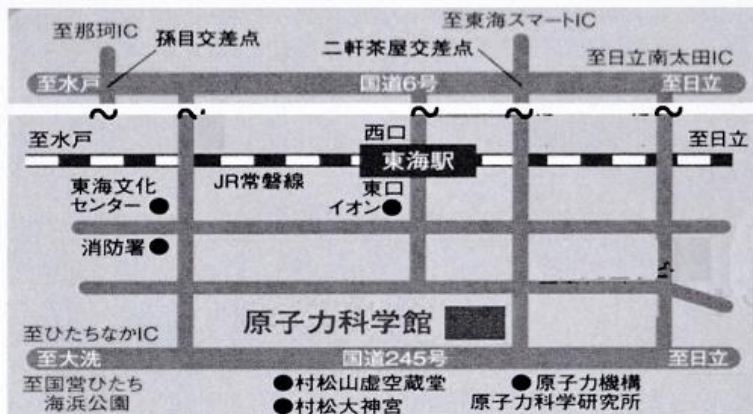 至那珂IC
孫目交差点
至東海スマートIC
二軒茶屋交差点
至日立南太田IC
至水戸
国道6号
至日立
至水戸
西口
至日立
東海駅
JR常磐線
東口
東海文化
センター
イオン
消防署
原子力科学館
至ひたちなかIC
至大洗
国道245号
至日立
至国営ひたち
海浜公園
村松山虚空蔵堂
村松大神宮
原子力機構
原子力科学研究所